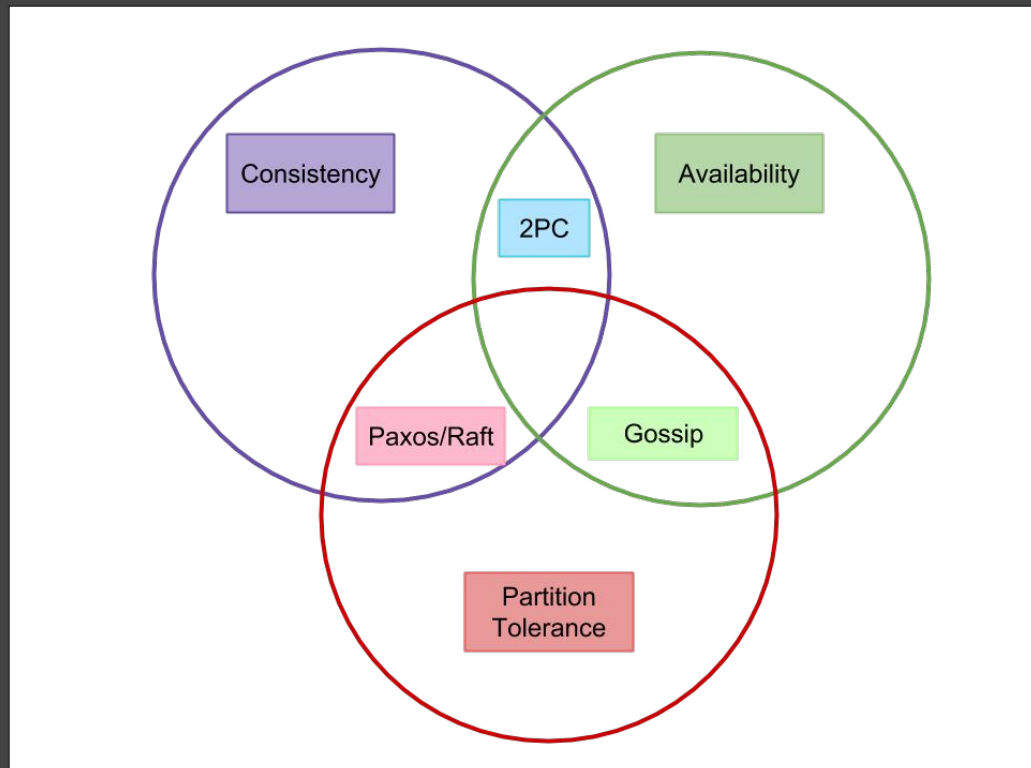 Consistency
Availability
2PC
Paxos/Raft
Gossip
Partition
Tolerance